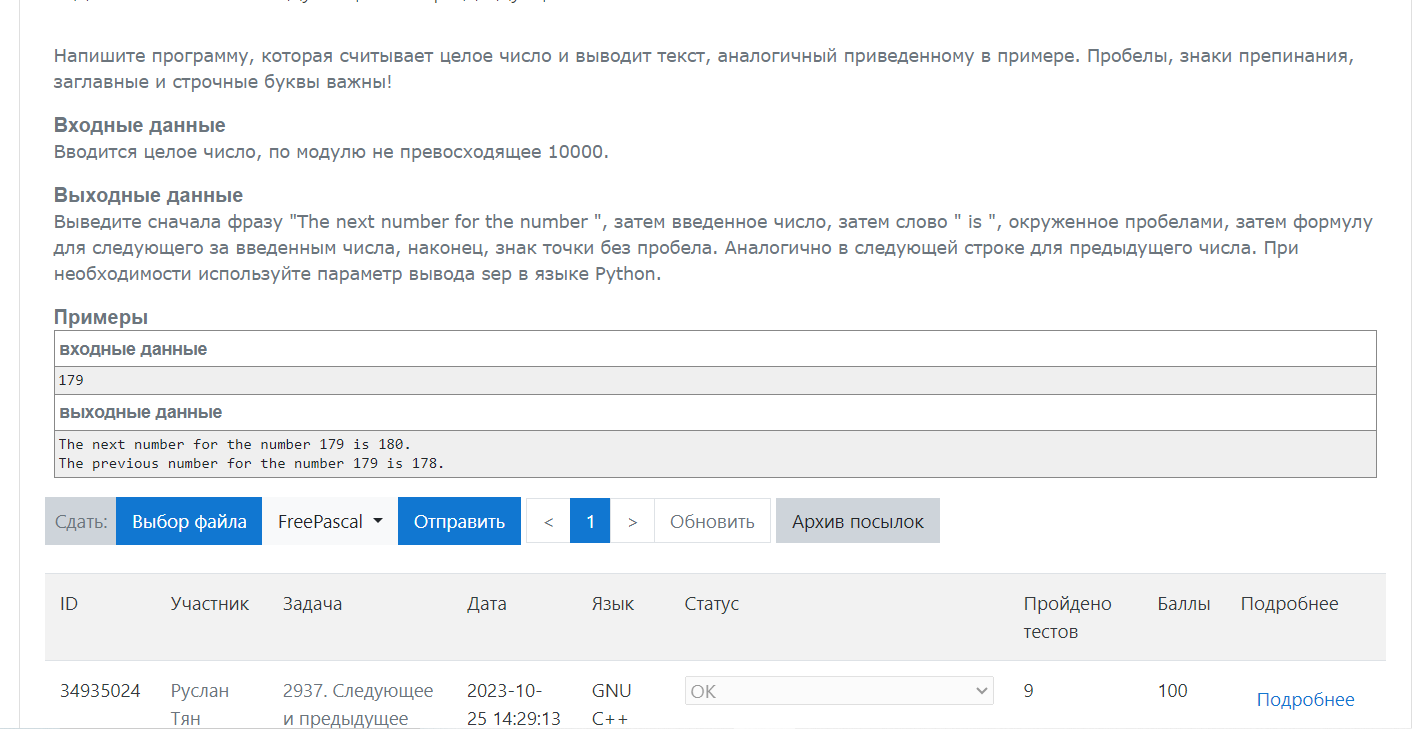 Напишите программу, которая считывает целое число и выводит текст, аналогичный приведенному в примере. Пробелы, знаки препинания,
заглавные и строчные буквы важны!
Входные данные
Вводится целое число, по модулю не превосходящее 10000.
Выходные данные
Выведите сначала фразу "The next number for the number ", затем введенное число, затем слово " is ", окруженное пробелами, затем формулу
для следующего за введенным числа, наконец, знак точки без пробела. Аналогично в следующей строке для предыдущего числа. При
необходимости используйте параметр вывода sep в языке Python.
Примеры
входные данные
179
выходные данные
The next number for the number 179 is 180.
The previous number for the number 179 is 178.
Сдать: Выбор файла FreePascal Отправить < 1 > Обновить Архив посылок
ID Участник Задача Дата Язык Статус Пройдено Баллы Подробнее
тестов
34935024 Руслан 2937. Следующее 2023-10- GNU OK 9 100 Подробнее
Тян и предыдущее 25 14:29:13 C++